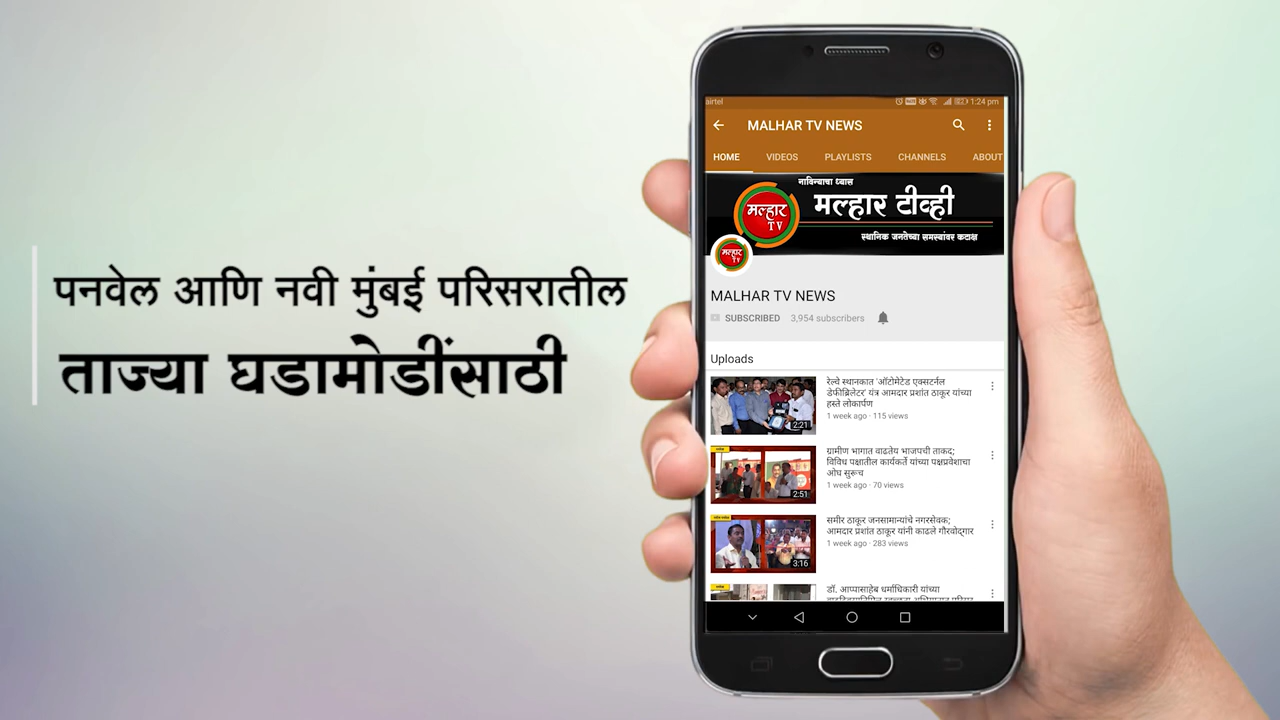 पनवेल आणि नवी मुंबई परिसरातील
ताज्या घडामोडींसाठी
airtel
1:24 pm
MALHAR TV NEWS
HOME VIDEOS PLAYLISTS CHANNELS ABOUT
नाविन्याचा ध्यास
मल्हार टीव्ही
स्थानिक जनतेच्या समस्यांवर कटाक्ष
मल्हार
TV
मल्हार
TV
MALHAR TV NEWS
SUBSCRIBED 3,954 subscribers
Uploads
रेल्वे स्थानकात 'ऑटोमेटेड एक्सटर्नल
डेफीब्रिलेटर' यंत्र आमदार प्रशांत ठाकूर यांच्या
हस्ते लोकार्पण
1 week ago · 115 views
2:21
ग्रामीण भागात वाढतेय भाजपची ताकद;
विविध पक्षातील कार्यकर्ते यांच्या पक्षप्रवेशाचा
ओघ सुरूच
1 week ago · 70 views
2:51
समीर ठाकूर जनसामान्यांचे नगरसेवक;
आमदार प्रशांत ठाकूर यांनी काढले गौरवोद्गार
1 week ago · 283 views
3:16
डॉ. आप्पासाहेब धर्माधिकारी यांच्या